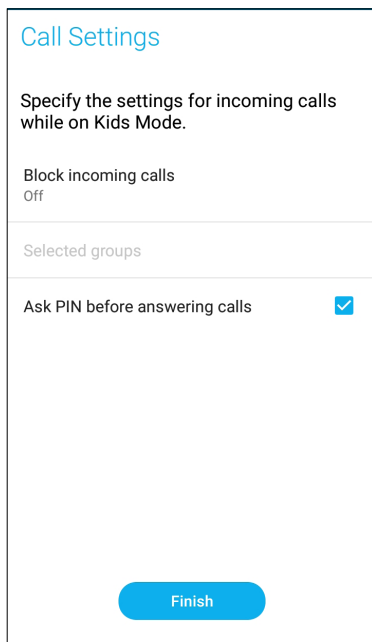 Call Settings
Specify the settings for incoming calls
while on Kids Mode.
Block incoming calls
Off
Selected groups
Ask PIN before answering calls
Finish